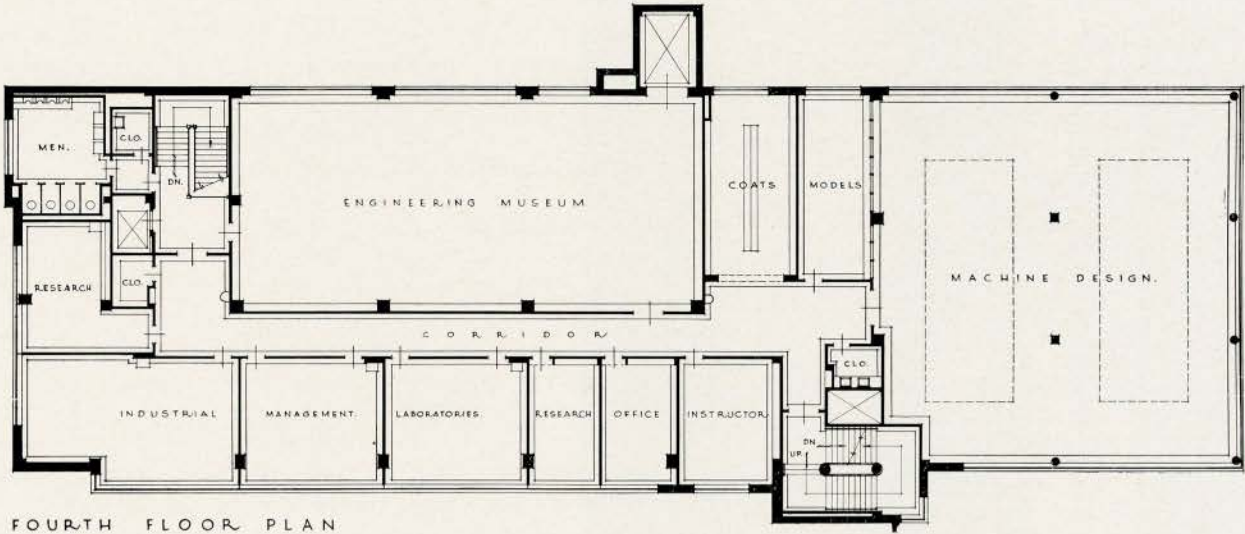 MEN.
CLO.
DN.
ENGINEERING MUSEUM
COATS
MODELS
MACHINE DESIGN.
RESEARCH
CLO.
CORRIDOR
CLO.
INDUSTRIAL
MANAGEMENT.
LABORATORIES.
RESEARCH
OFFICE
INSTRUCTOR
DN.
UP.
FOURTH FLOOR PLAN